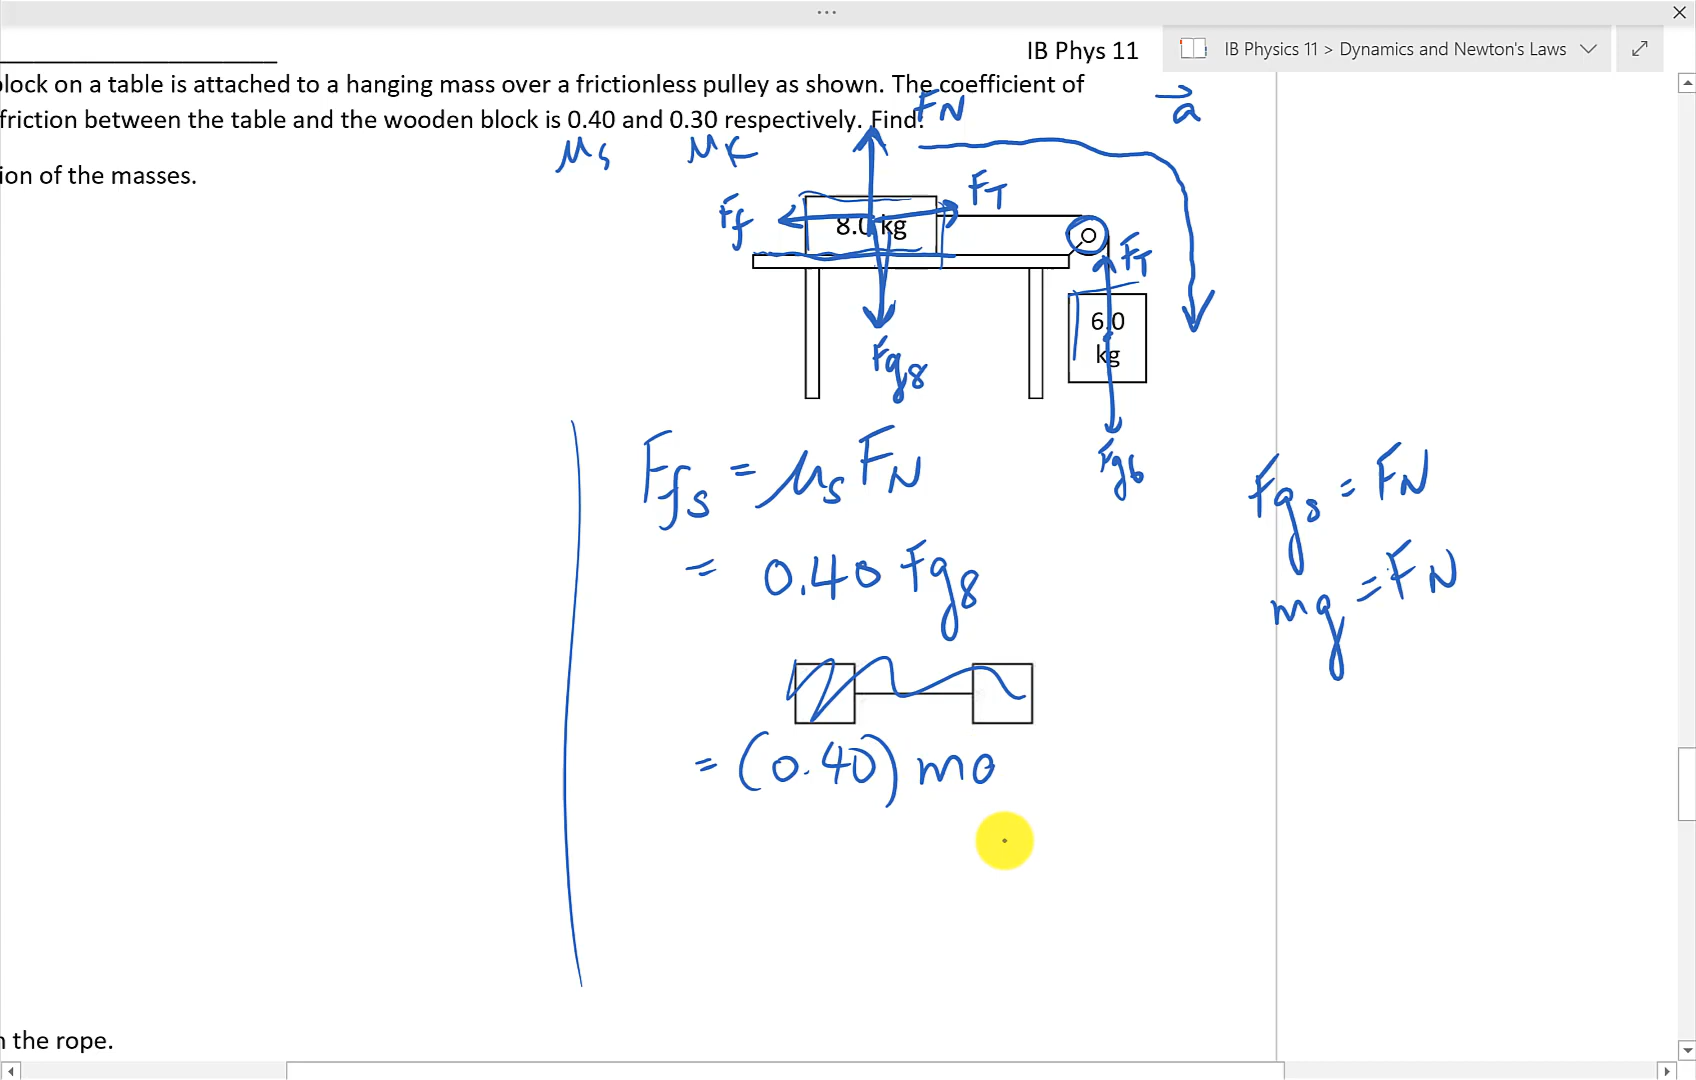 IB Phys 11
IB Physics 11 > Dynamics and Newton's Laws
lock on a table is attached to a hanging mass over a frictionless pulley as shown. The coefficient of
friction between the table and the wooden block is 0.40 and 0.30 respectively. Find:
μs μk
ion of the masses.
FN
a
Ff
8.0 kg
FT
FT
6.0
kg
Fg8
Fg6
Ffs = μs FN
= 0.40 Fg8
= (0.40) m
Fg8 = FN
mg = FN
n the rope.